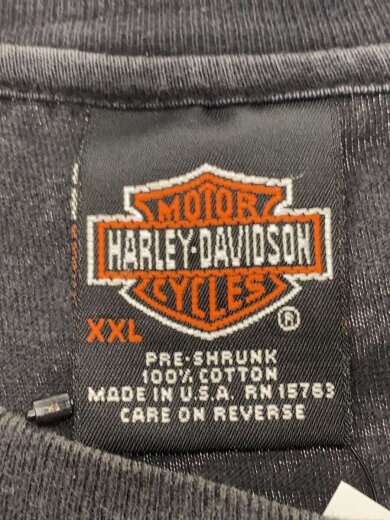 MOTOR
HARLEY-DAVIDSON
CYCLES
®
XXL
PRE-SHRUNK
100% COTTON
MADE IN U.S.A. RN 15763
CARE ON REVERSE